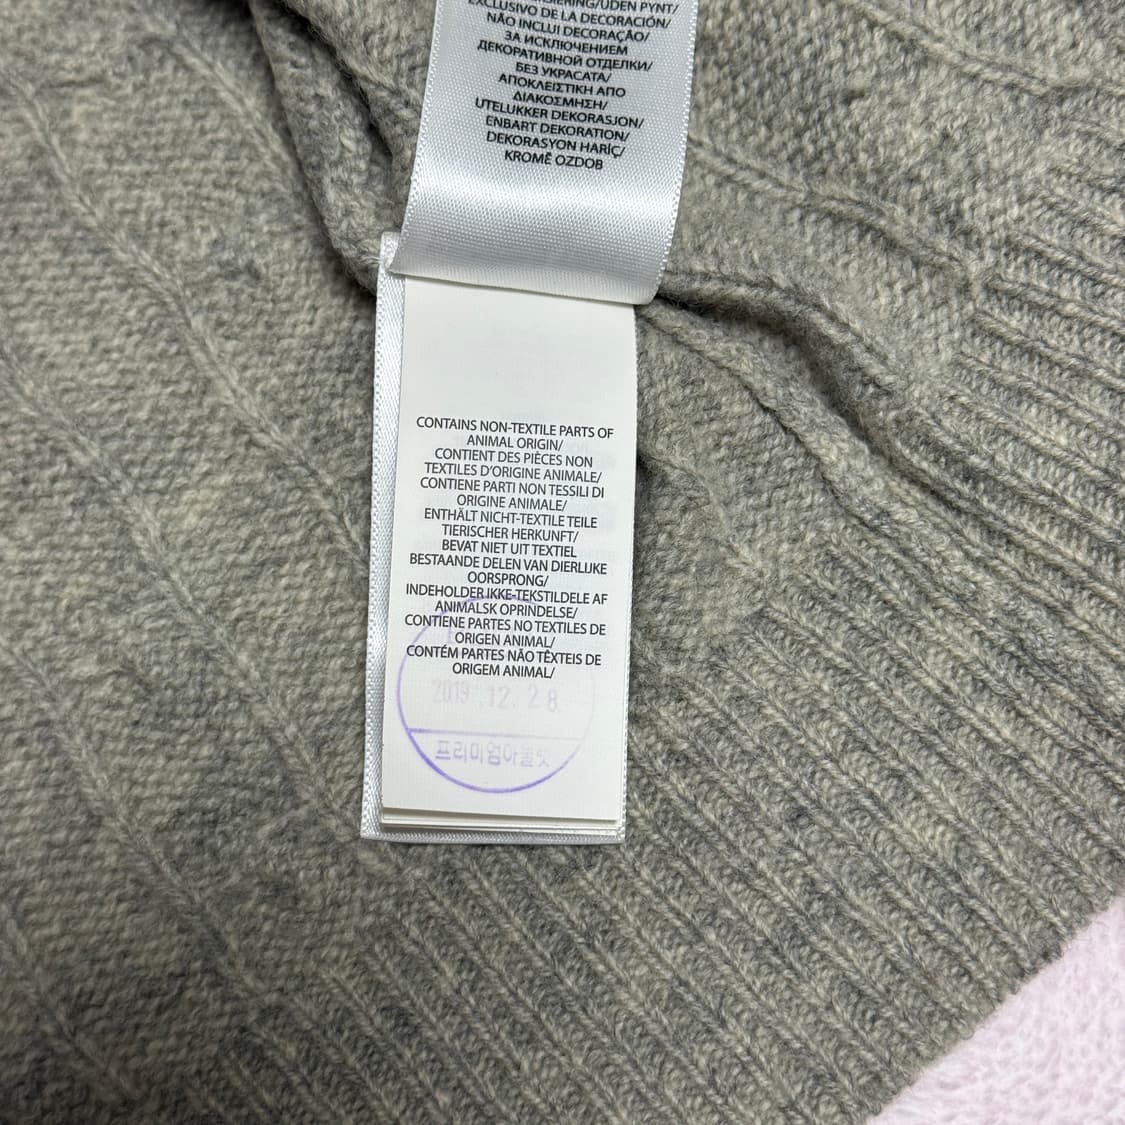 UDEN PYNT/
EXCLUSIVO DE LA DECORACIÓN/
NÃO INCLUI DECORAÇÃO/
ЗА ИСКЛЮЧЕНИЕМ
ДЕКОРАТИВНОЙ ОТДЕЛКИ/
БЕЗ УКРАСАТА/
ΑΠΟΚΛΕΙΣΤΙΚΗ ΑΠΟ
ΔΙΑΚΟΣΜΗΣΗ/
UTELUKKER DEKORASJON/
ENBART DEKORATION/
DEKORASYON HARİÇ/
KROMĒ OZDOB
CONTAINS NON-TEXTILE PARTS OF
ANIMAL ORIGIN/
CONTIENT DES PIÈCES NON
TEXTILES D'ORIGINE ANIMALE/
CONTIENE PARTI NON TESSILI DI
ORIGINE ANIMALE/
ENTHÄLT NICHT-TEXTILE TEILE
TIERISCHER HERKUNFT/
BEVAT NIET UIT TEXTIEL
BESTAANDE DELEN VAN DIERLIJKE
OORSPRONG/
INDEHOLDER IKKE-TEKSTILDELE AF
ANIMALSK OPRINDELSE/
CONTIENE PARTES NO TEXTILES DE
ORIGEN ANIMAL/
CONTÉM PARTES NÃO TÊXTEIS DE
ORIGEM ANIMAL/
2019.12.28.
프리미엄아울렛